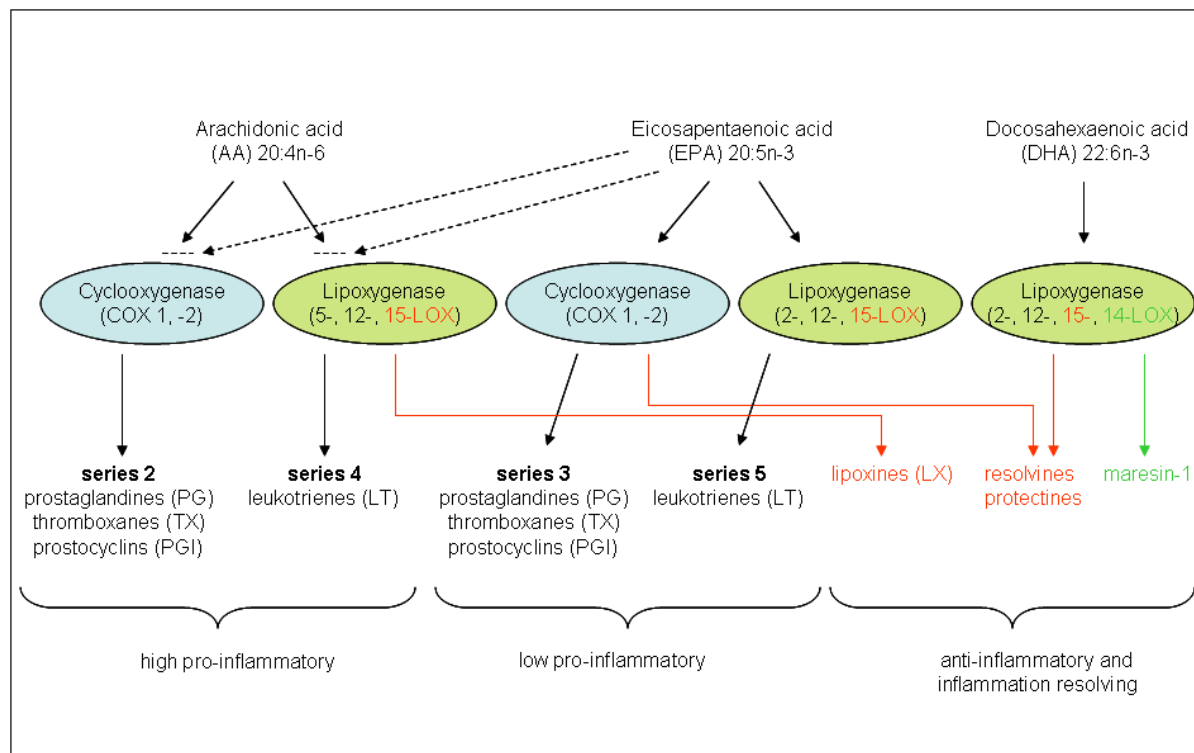 Arachidonic acid
(AA) 20:4n-6
Eicosapentaenoic acid
(EPA) 20:5n-3
Docosahexaenoic acid
(DHA) 22:6n-3
Cyclooxygenase
(COX 1, -2)
Lipoxygenase
(5-, 12-, 15-LOX)
Cyclooxygenase
(COX 1, -2)
Lipoxygenase
(2-, 12-, 15-LOX)
Lipoxygenase
(2-, 12-, 15-, 14-LOX)
series 2
prostaglandines (PG)
thromboxanes (TX)
prostocyclins (PGI)
series 4
leukotrienes (LT)
series 3
prostaglandines (PG)
thromboxanes (TX)
prostocyclins (PGI)
series 5
leukotrienes (LT)
lipoxines (LX)
resolvines
protectines
maresin-1
high pro-inflammatory
low pro-inflammatory
anti-inflammatory and
inflammation resolving